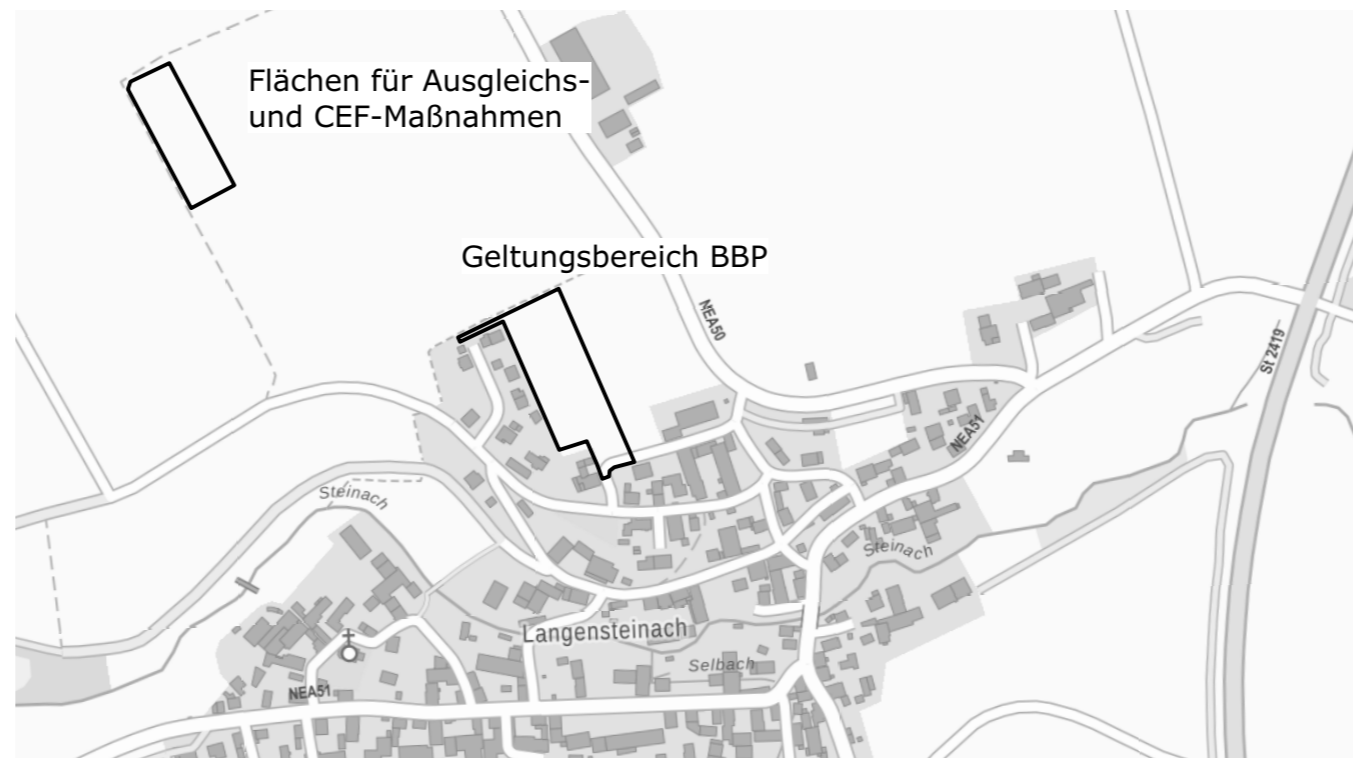 Flächen für Ausgleichs-
und CEF-Maßnahmen
Geltungsbereich BBP
NEA50
St 2419
NEA51
Steinach
Steinach
Langensteinach
Selbach
NEA51